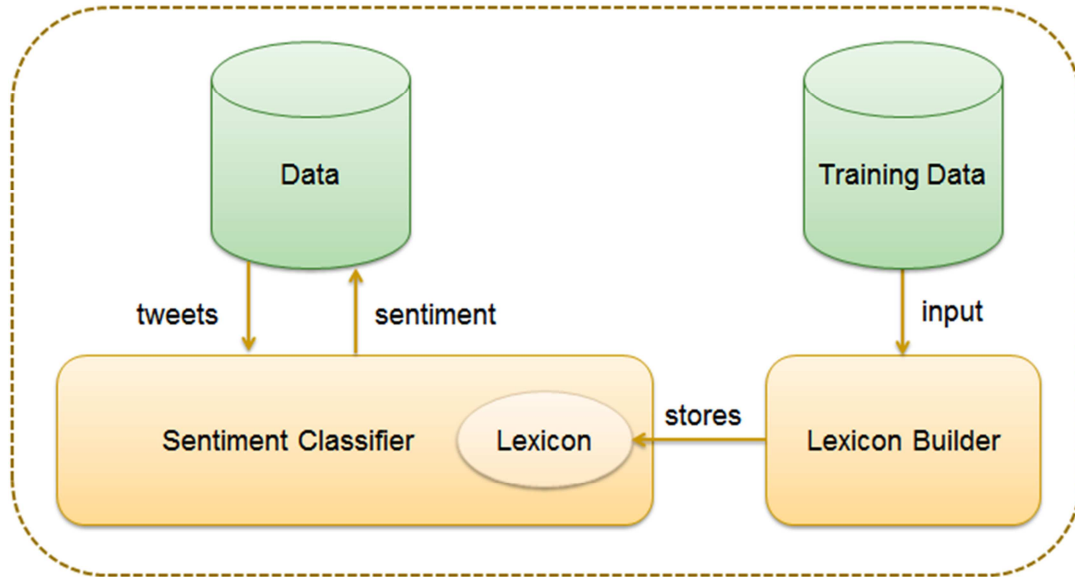 Data
Training Data
tweets
sentiment
input
Sentiment Classifier
Lexicon
stores
Lexicon Builder